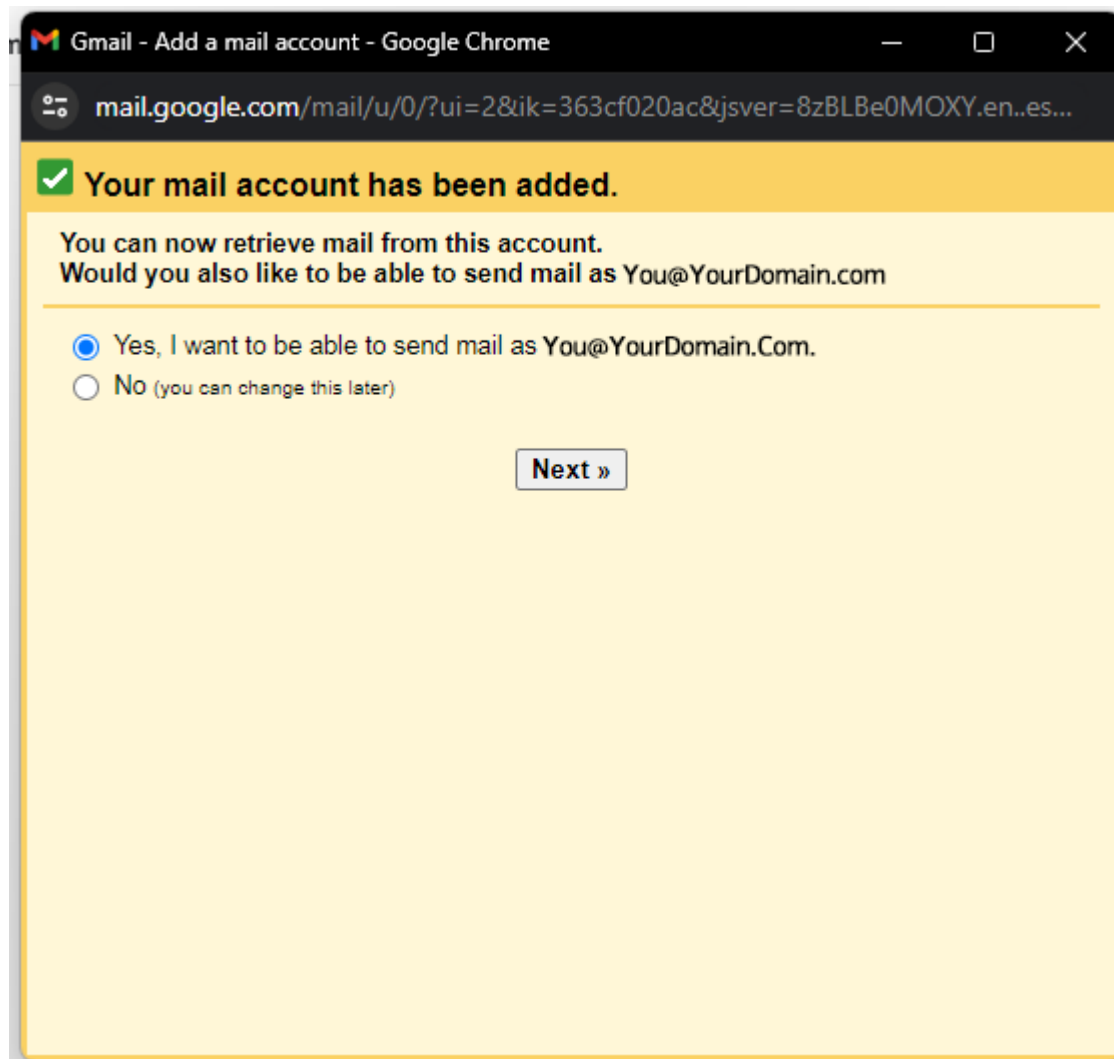 Gmail - Add a mail account - Google Chrome
mail.google.com/mail/u/0/?ui=2&ik=363cf020ac&jsver=8zBLBe0MOXY.en..es...
Your mail account has been added.
You can now retrieve mail from this account.
Would you also like to be able to send mail as You@YourDomain.com
Yes, I want to be able to send mail as You@YourDomain.Com.
No (you can change this later)
Next »